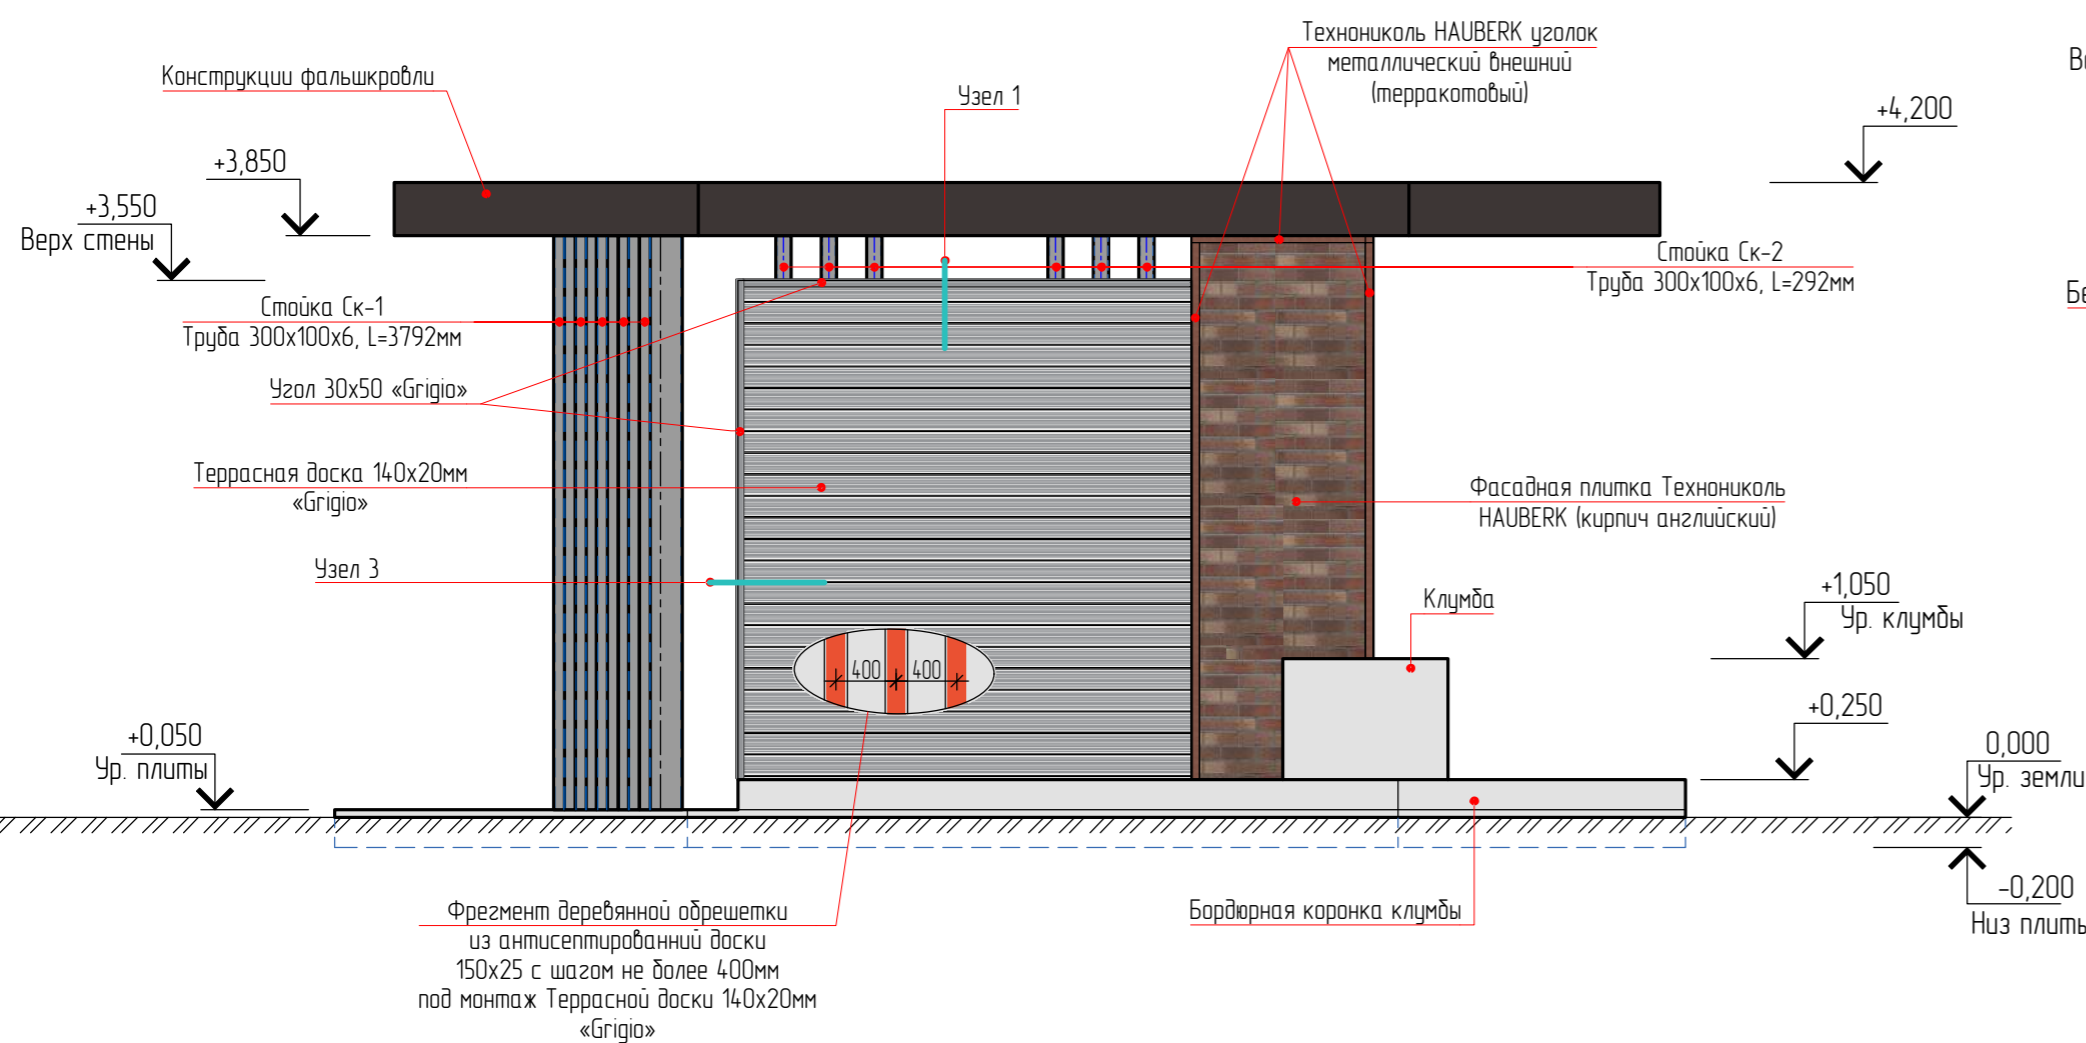 Технониколь HAUBERK уголок
металлический внешний
(терракотовый)
Конструкции фальшкровли
Узел 1
+4,200
+3,850
+3,550
Верх стены
Стойка Ск-2
Труба 300х100х6, L=292мм
Стойка Ск-1
Труба 300х100х6, L=3792мм
Угол 30х50 «Grigio»
Террасная доска 140х20мм
«Grigio»
Фасадная плитка Технониколь
HAUBERK (кирпич английский)
Узел 3
Клумба
+1,050
Ур. клумбы
400 400
+0,250
+0,050
Ур. плиты
0,000
Ур. земли
-0,200
Низ плиты
Фрегмент деревянной обрешетки
из антисептированний доски
150х25 с шагом не более 400мм
под монтаж Террасной доски 140х20мм
«Grigio»
Бордюрная коронка клумбы